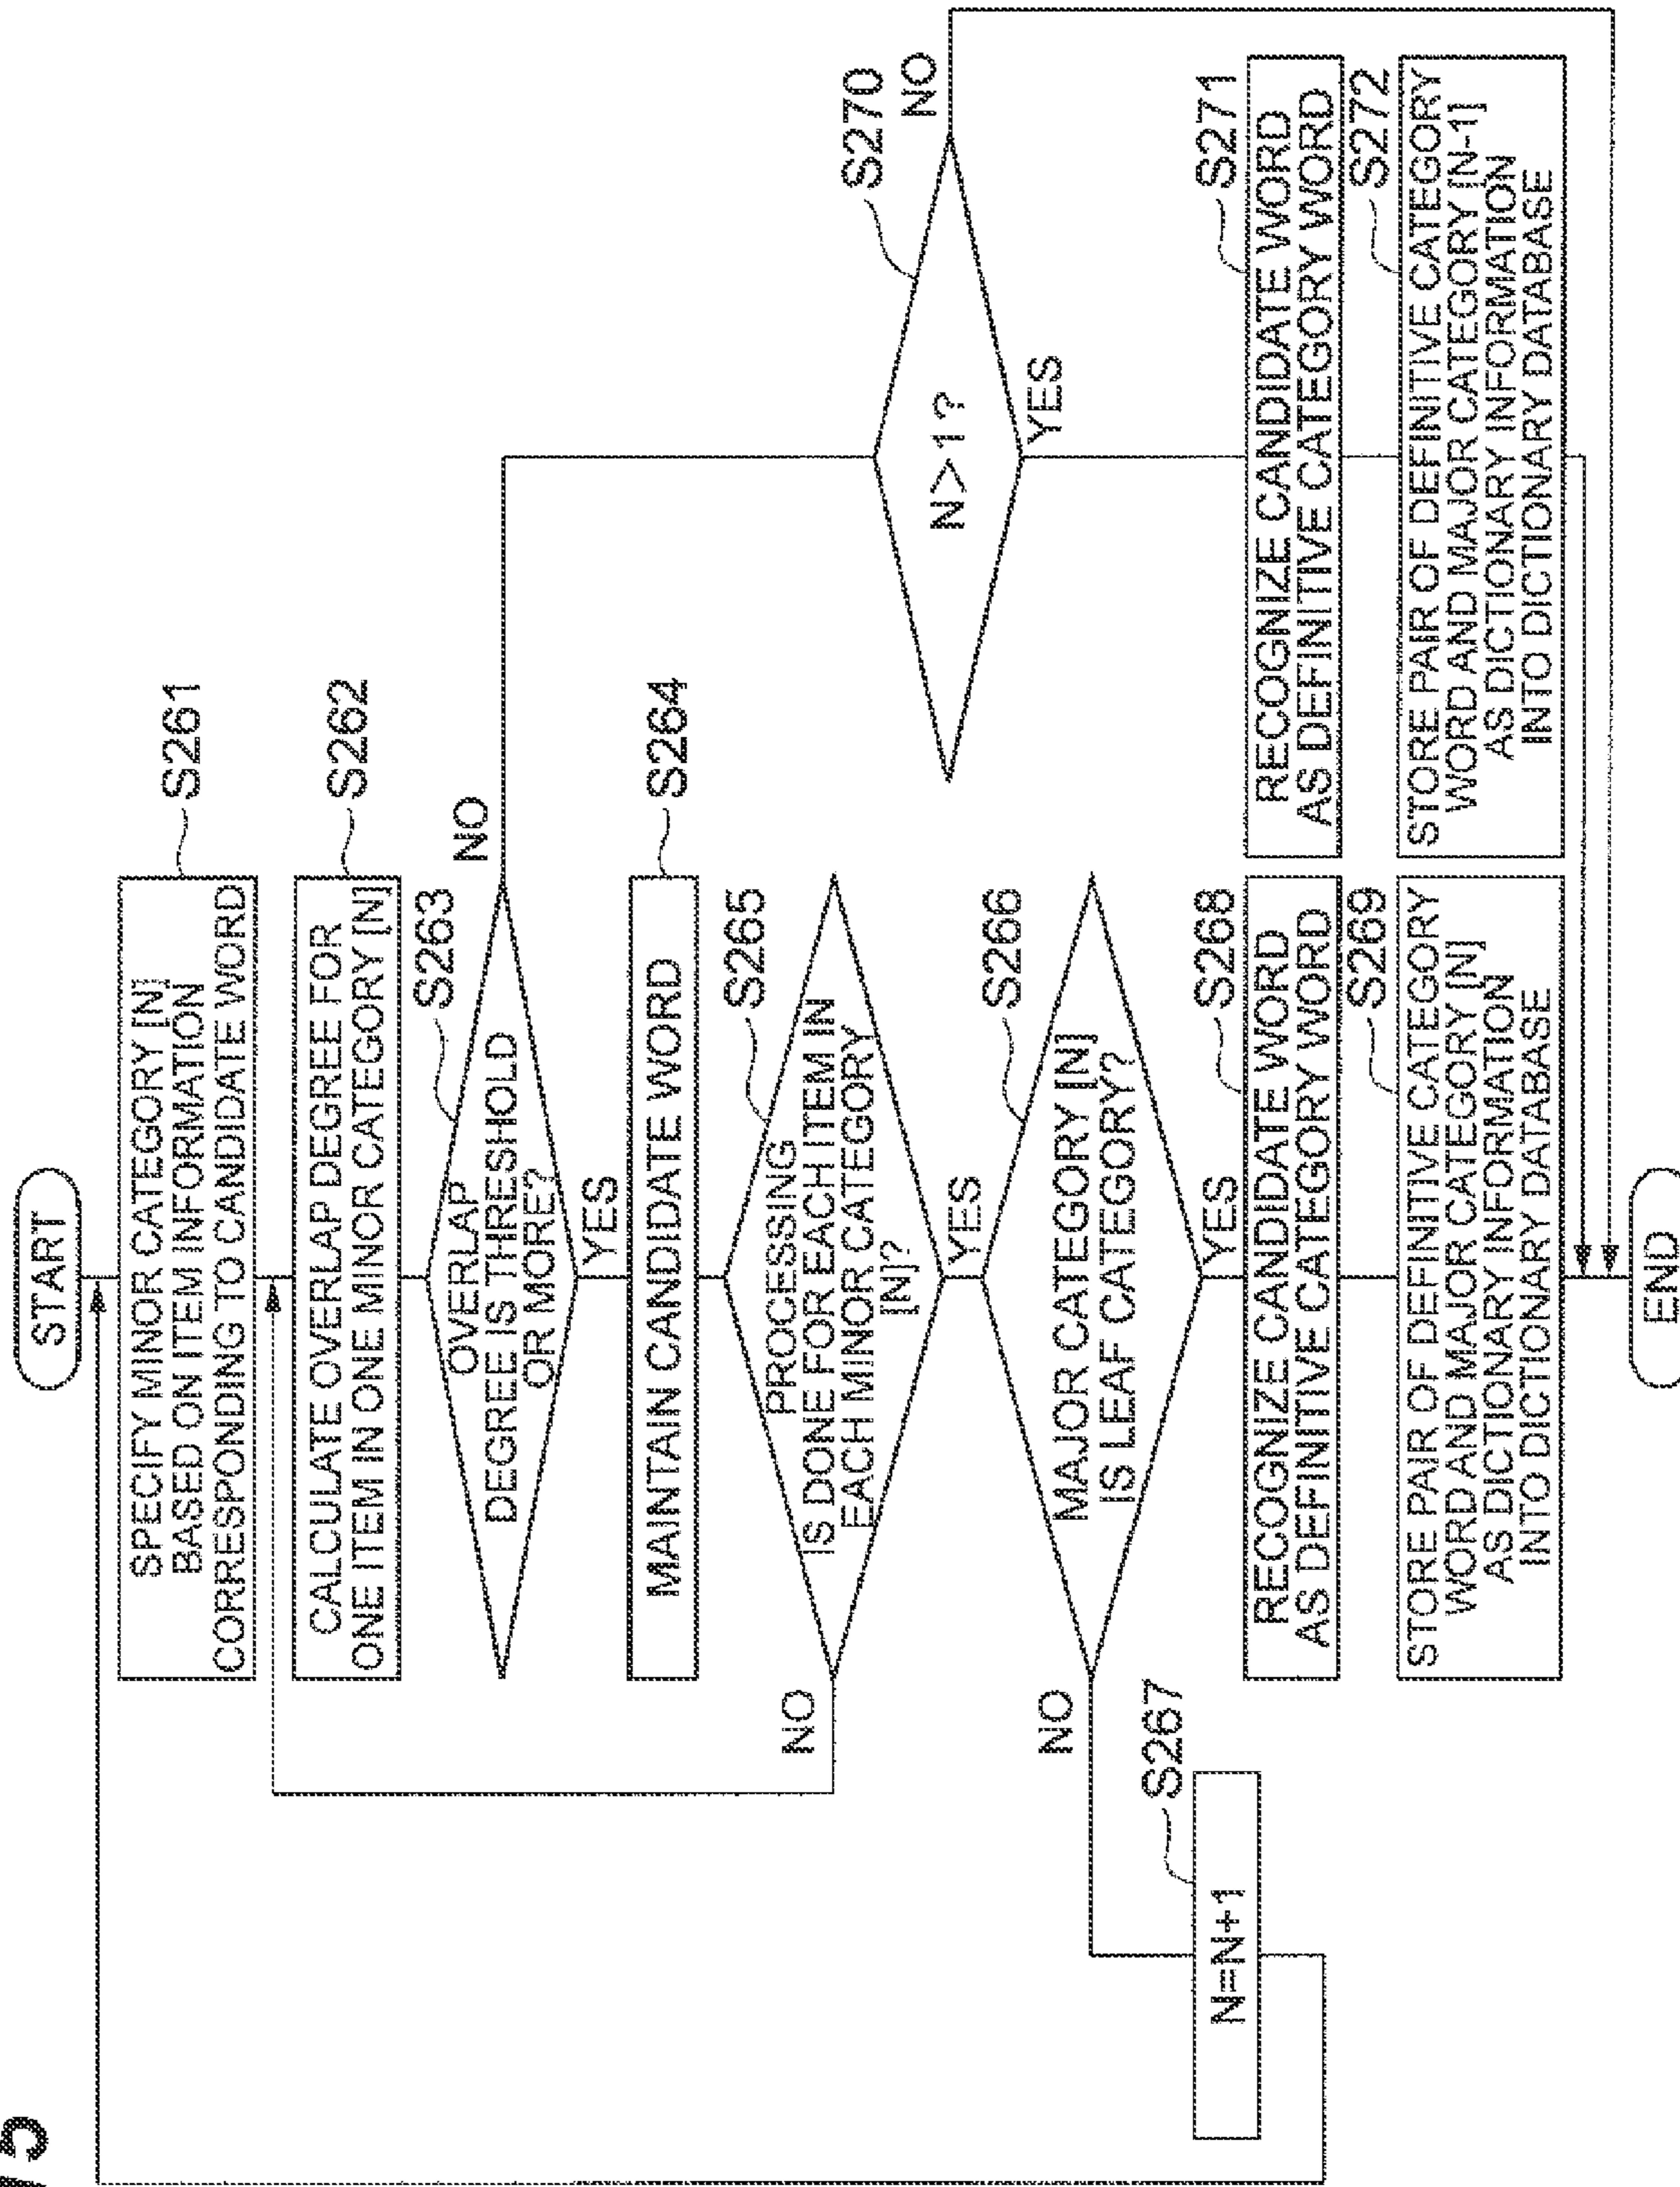 15
START
SPECIFY MINOR CATEGORY [N]
BASED ON ITEM INFORMATION
CORRESPONDING TO CANDIDATE WORD
S261
CALCULATE OVERLAP DEGREE FOR
ONE ITEM IN ONE MINOR CATEGORY [N]
S262
OVERLAP
DEGREE IS THRESHOLD
OR MORE?
S263
NO
YES
MAINTAIN CANDIDATE WORD
S264
PROCESSING
IS DONE FOR EACH ITEM IN
EACH MINOR CATEGORY
[N]?
S265
NO
YES
MAJOR CATEGORY [N]
IS LEAF CATEGORY?
S266
NO
YES
N=N+1
S267
RECOGNIZE CANDIDATE WORD
AS DEFINITIVE CATEGORY WORD
S268
STORE PAIR OF DEFINITIVE CATEGORY
WORD AND MAJOR CATEGORY [N]
AS DICTIONARY INFORMATION
INTO DICTIONARY DATABASE
S269
N>1?
S270
NO
YES
RECOGNIZE CANDIDATE WORD
AS DEFINITIVE CATEGORY WORD
S271
STORE PAIR OF DEFINITIVE CATEGORY
WORD AND MAJOR CATEGORY [N-1]
AS DICTIONARY INFORMATION
INTO DICTIONARY DATABASE
S272
END